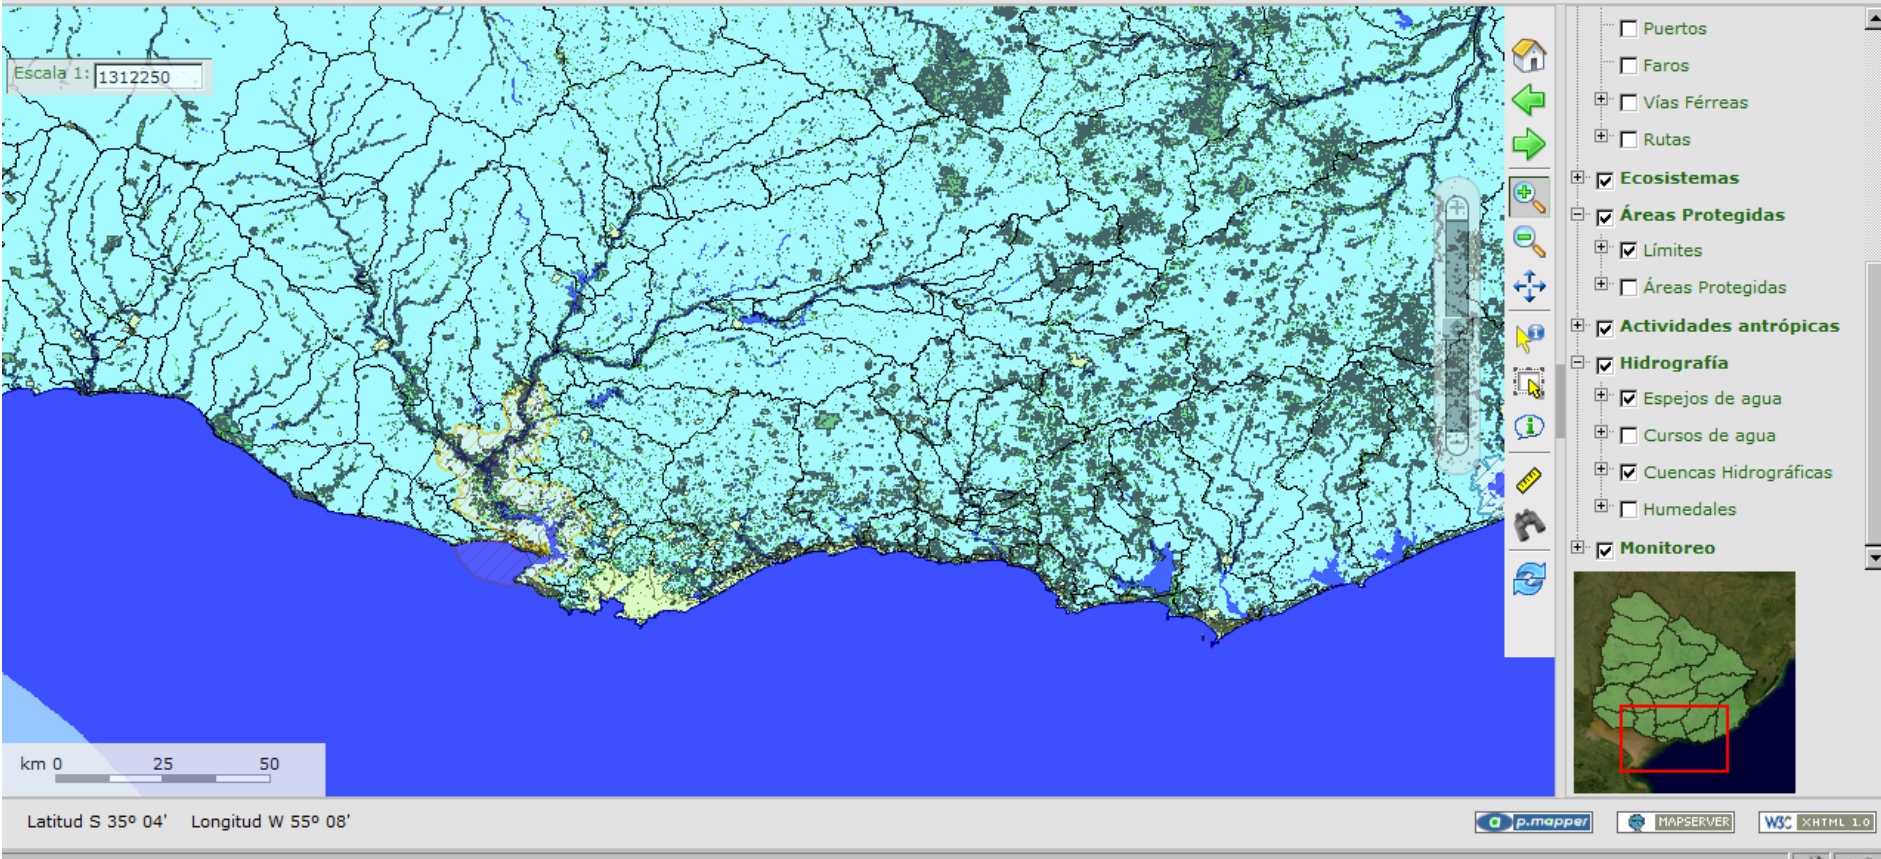 Escala 1: 1312250
Puertos
Faros
Vías Férreas
Rutas
Ecosistemas
Áreas Protegidas
Límites
Áreas Protegidas
Actividades antrópicas
Hidrografía
Espejos de agua
Cursos de agua
Cuencas Hidrográficas
Humedales
Monitoreo
km 0 25 50
Latitud S 35º 04' Longitud W 55º 08'
p.mapper
MAPSERVER
W3C XHTML 1.0